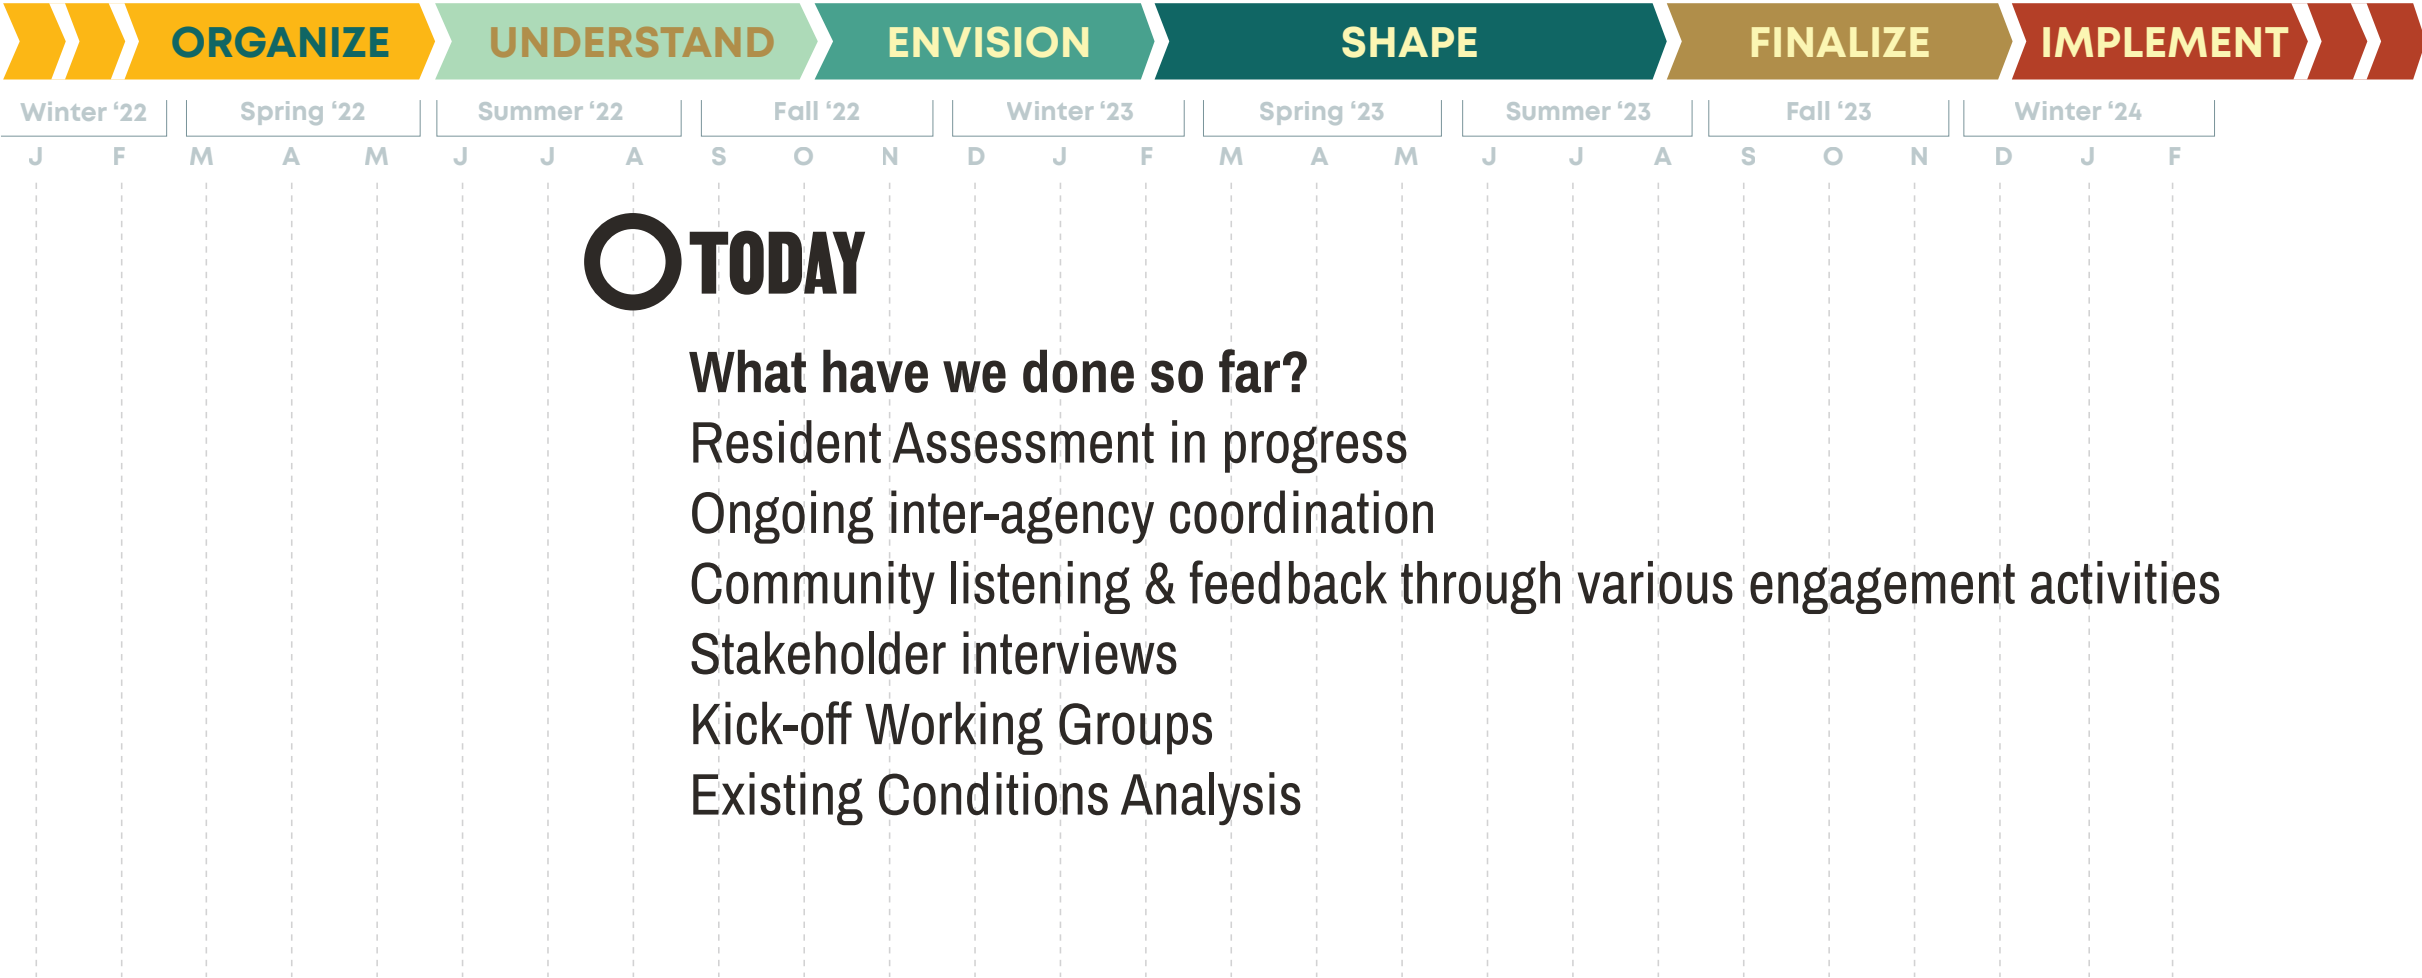 ORGANIZE UNDERSTAND ENVISION SHAPE FINALIZE IMPLEMENT
Winter ‘22 Spring ‘22 Summer ‘22 Fall ‘22 Winter ‘23 Spring ‘23 Summer ‘23 Fall ‘23 Winter ‘24
J F M A M J J A S O N D J F M A M J J A S O N D J F
TODAY
What have we done so far?
Resident Assessment in progress
Ongoing inter-agency coordination
Community listening & feedback through various engagement activities
Stakeholder interviews
Kick-off Working Groups
Existing Conditions Analysis